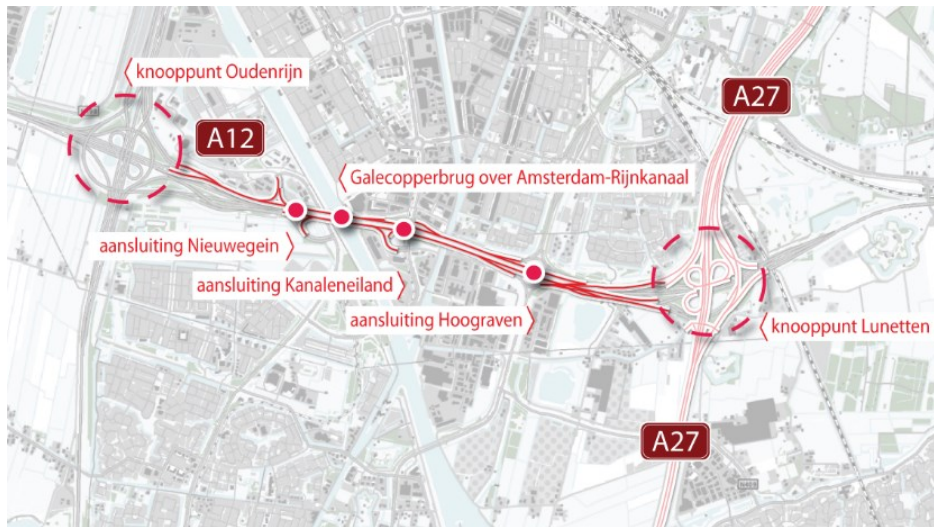 knooppunt Oudenrijn
A27
A12
Galecopperbrug over Amsterdam-Rijnkanaal
aansluiting Nieuwegein
aansluiting Kanaleneiland
aansluiting Hoograven
knooppunt Lunetten
A27